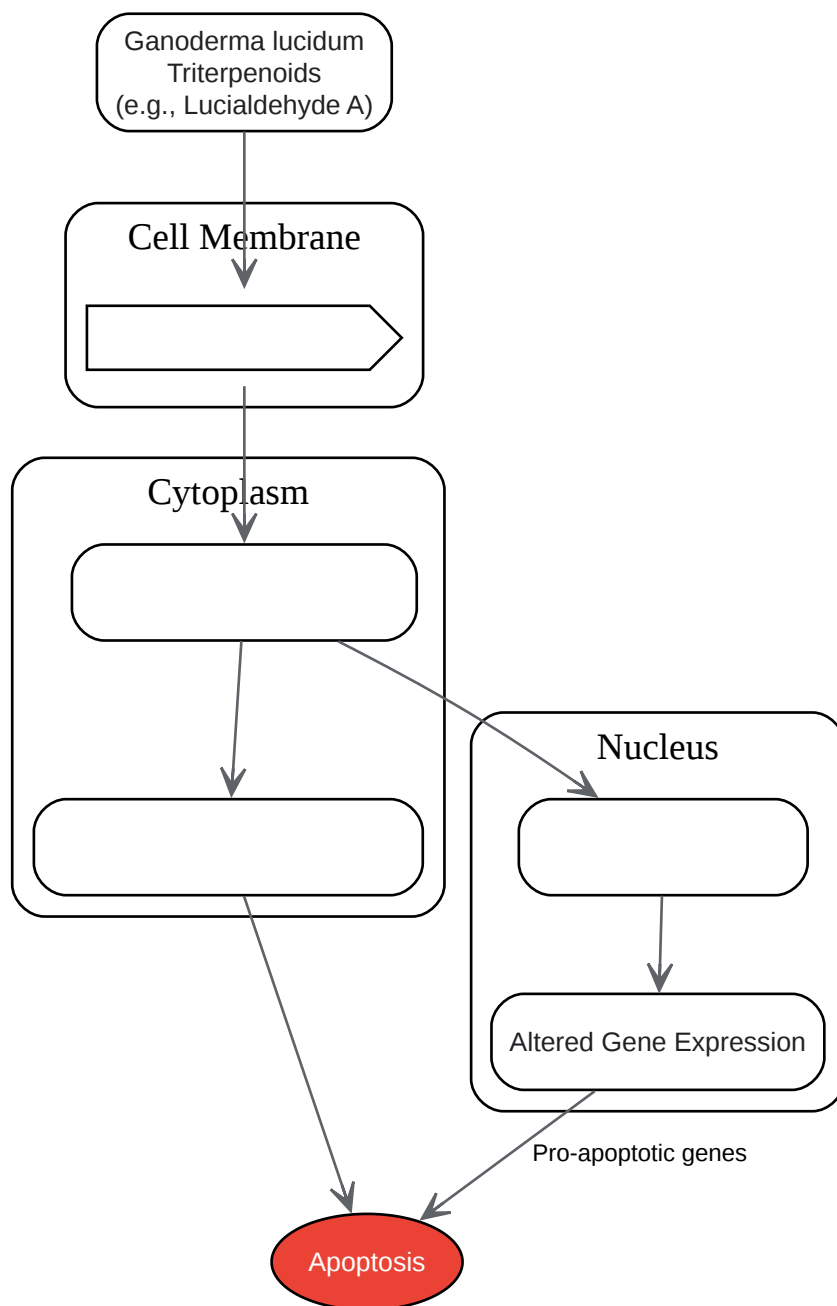 Ganoderma lucidum
Triterpenoids
(e.g., Lucialdehyde A)
Cell Membrane
Cytoplasm
Nucleus
Altered Gene Expression
Pro-apoptotic genes
Apoptosis